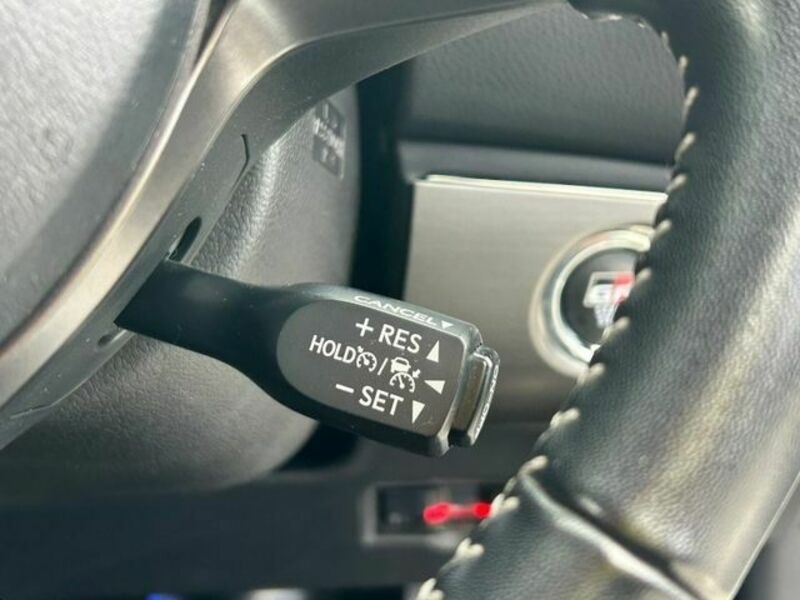 CANCEL▼
+ RES ▲
HOLD / ◀
− SET ▼